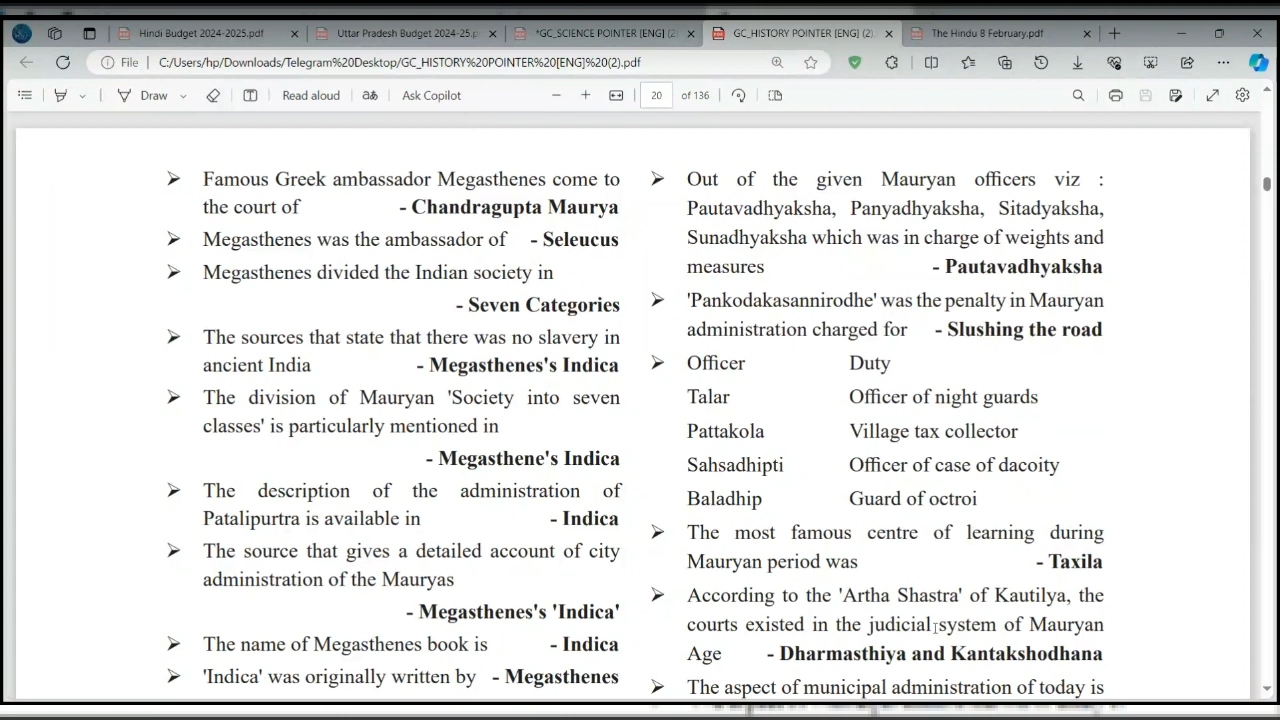 Hindi Budget 2024-2025.pdf
Uttar Pradesh Budget 2024-25.p
*GC_SCIENCE POINTER [ENG] (2)
GC_HISTORY POINTER [ENG] (2).
The Hindu 8 February.pdf
File
C:/Users/hp/Downloads/Telegram%20Desktop/GC_HISTORY%20POINTER%20[ENG]%20(2).pdf
Draw
Read aloud
Ask Copilot
20
of 136
➢ Famous Greek ambassador Megasthenes come to
the court of - Chandragupta Maurya
➢ Megasthenes was the ambassador of - Seleucus
➢ Megasthenes divided the Indian society in
- Seven Categories
➢ The sources that state that there was no slavery in
ancient India - Megasthenes's Indica
➢ The division of Mauryan 'Society into seven
classes' is particularly mentioned in
- Megasthene's Indica
➢ The description of the administration of
Patalipurtra is available in - Indica
➢ The source that gives a detailed account of city
administration of the Mauryas
- Megasthenes's 'Indica'
➢ The name of Megasthenes book is - Indica
➢ 'Indica' was originally written by - Megasthenes
➢ Out of the given Mauryan officers viz :
Pautavadhyaksha, Panyadhyaksha, Sitadyaksha,
Sunadhyaksha which was in charge of weights and
measures - Pautavadhyaksha
➢ 'Pankodakasannirodhe' was the penalty in Mauryan
administration charged for - Slushing the road
➢ Officer Duty
Talar Officer of night guards
Pattakola Village tax collector
Sahsadhipti Officer of case of dacoity
Baladhip Guard of octroi
➢ The most famous centre of learning during
Mauryan period was - Taxila
➢ According to the 'Artha Shastra' of Kautilya, the
courts existed in the judicial system of Mauryan
Age - Dharmasthiya and Kantakshodhana
➢ The aspect of municipal administration of today is